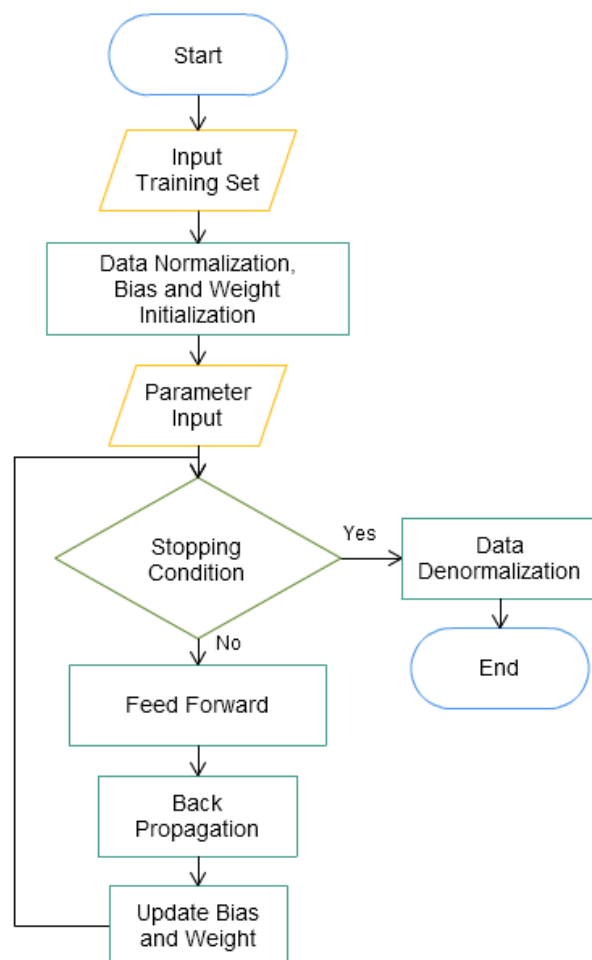 Start
Input
Training Set
Data Normalization,
Bias and Weight
Initialization
Parameter
Input
Stopping
Condition
Yes
Data
Denormalization
No
End
Feed Forward
Back
Propagation
Update Bias
and Weight